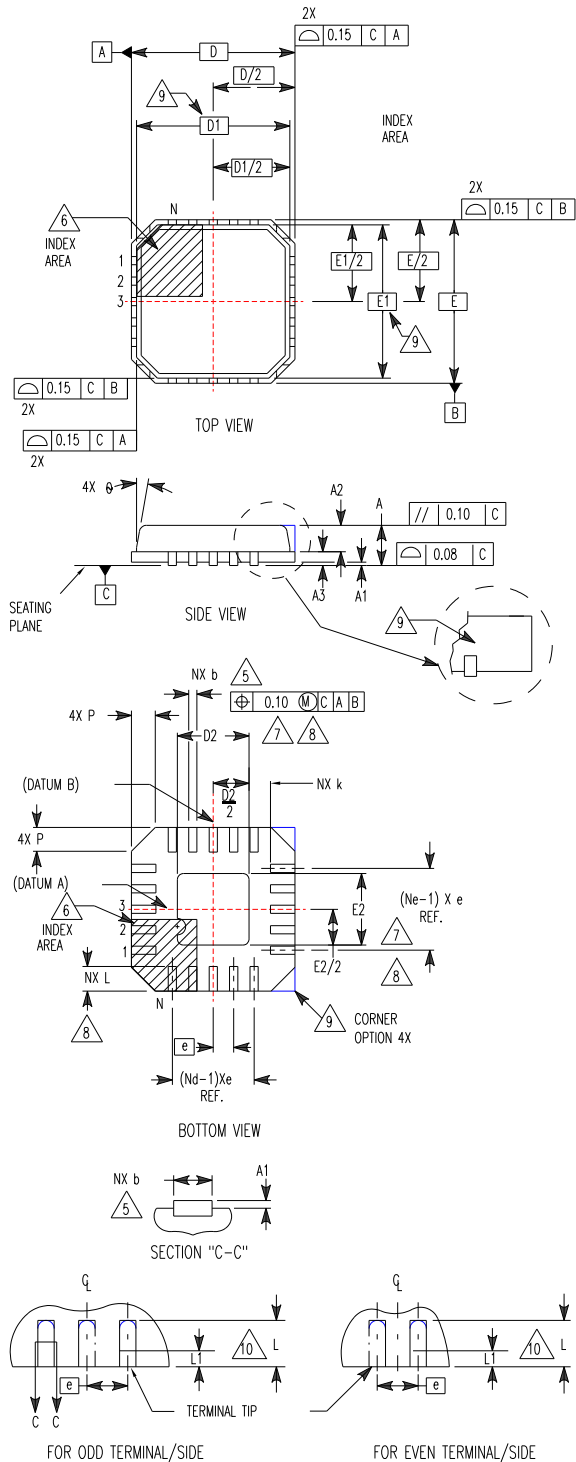 2X
⌓ 0.15 C A
A D
D/2
9
D1
INDEX
AREA
D1/2
2X
⌓ 0.15 C B
N
6
INDEX
AREA
1
2
3
E1/2
E/2
E1
E
9
⌓ 0.15 C B
2X
B
⌓ 0.15 C A
2X
TOP VIEW
4X θ
A2
A
// 0.10 C
⌓ 0.08 C
C
A3
A1
SEATING
PLANE
SIDE VIEW
9
NX b
5
⌖ 0.10 Ⓜ C A B
4X P
7
8
D2
(DATUM B)
D2
2
NX k
4X P
(DATUM A)
6
INDEX
AREA
3
2
1
E2
(Ne-1) X e
REF.
7
E2/2
8
NX L
8
N
9
CORNER
OPTION 4X
e
(Nd-1)Xe
REF.
BOTTOM VIEW
NX b
5
A1
SECTION "C-C"
℄
℄
10
L
L1
10
L
L1
e
e
C C
TERMINAL TIP
FOR ODD TERMINAL/SIDE
FOR EVEN TERMINAL/SIDE